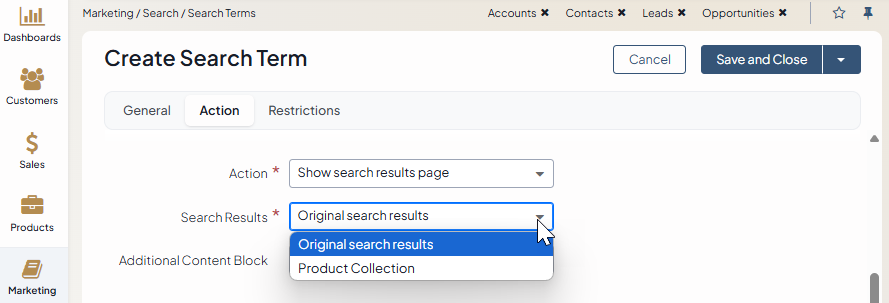 Dashboards
Customers
Sales
Products
Marketing
Marketing / Search / Search Terms
Accounts ✖ Contacts ✖ Leads ✖ Opportunities ✖
Create Search Term
Cancel
Save and Close
General Action Restrictions
Action * Show search results page
Search Results * Original search results
Original search results
Product Collection
Additional Content Block